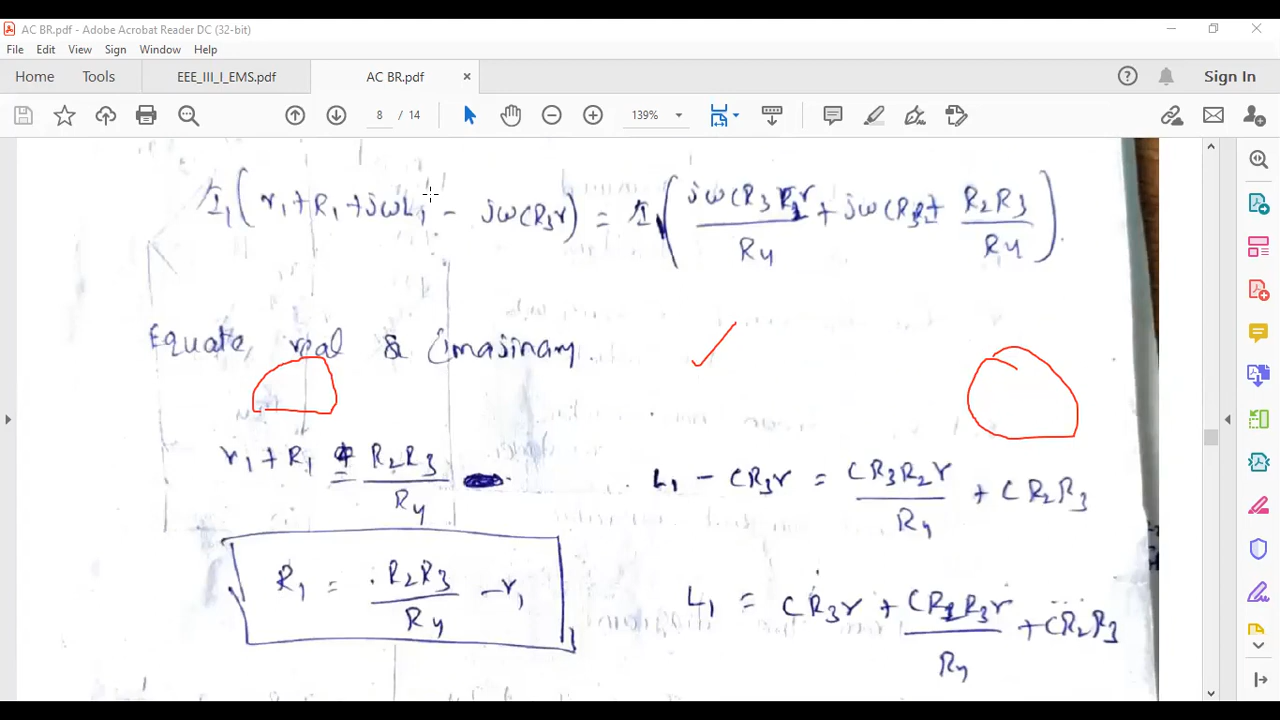 AC BR.pdf - Adobe Acrobat Reader DC (32-bit)
File Edit View Sign Window Help
Home Tools EEE_III_I_EMS.pdf AC BR.pdf × Sign In
8 / 14 139%
I₁(r₁+R₁+jωL₁ - jωCR₃r) = I₁(jωCR₃R₂r/R₄ + jωCR₃R₂ + R₂R₃/R₄).
Equate, real & imaginary.
r₁+R₁ = R₂R₃/R₄
L₁ - CR₃r = CR₃R₂r/R₄ + CR₂R₃
R₁ = R₂R₃/R₄ - r₁
L₁ = CR₃r + CR₂R₃r/R₄ + CR₂R₃